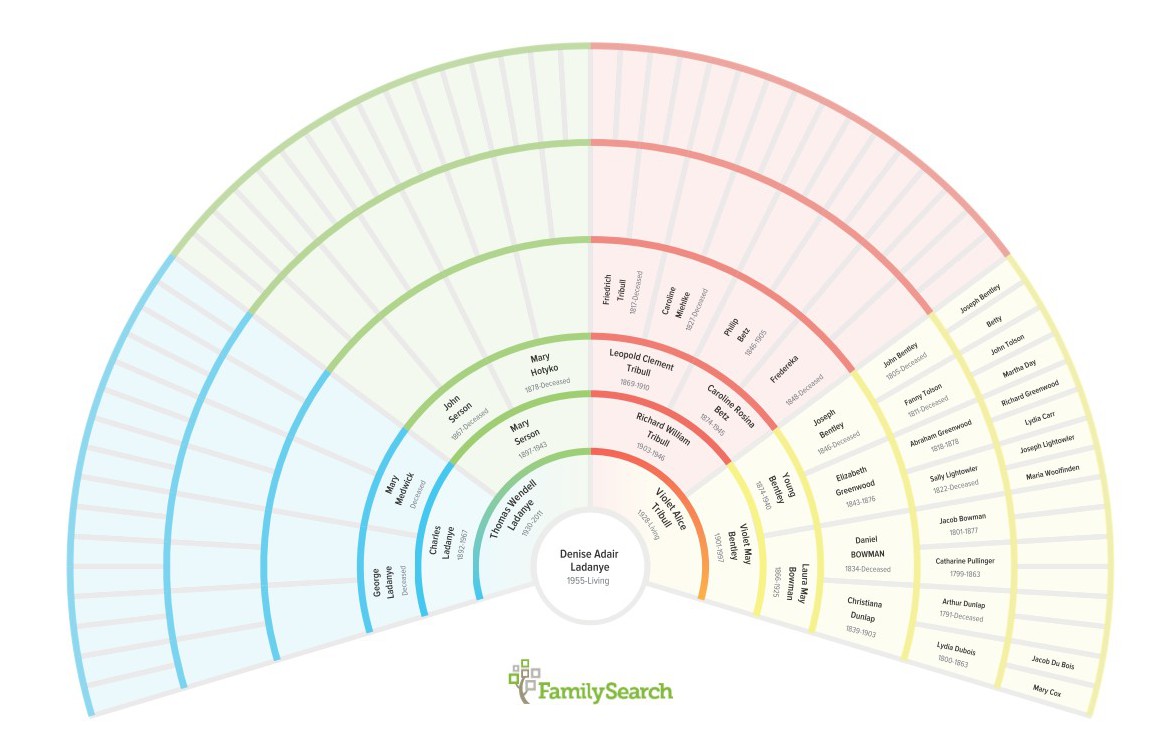 Denise Adair
Ladanye
1955-Living
Thomas Wendell
Ladanye
1930-2011
Violet Alice
Tribull
1928-Living
Charles
Ladanye
1892-1967
Mary
Serson
1897-1943
Richard William
Tribull
1903-1946
Violet May
Bentley
1901-1997
George
Ladanye
Deceased
Mary
Medwick
Deceased
John
Serson
1867-Deceased
Mary
Hotyko
1878-Deceased
Leopold Clement
Tribull
1869-1910
Caroline Rosina
Betz
1874-1945
Young
Bentley
1874-1940
Laura May
Bowman
1866-1925
Friedrich
Tribull
1817-Deceased
Caroline
Miehlke
1827-Deceased
Philip
Betz
1846-1905
Fredereka
1848-Deceased
Joseph
Bentley
1846-Deceased
Elizabeth
Greenwood
1843-1876
Daniel
BOWMAN
1834-Deceased
Christiana
Dunlap
1839-1903
John Bentley
1805-Deceased
Fanny Tolson
1811-Deceased
Abraham Greenwood
1818-1878
Sally Lightowler
1822-Deceased
Jacob Bowman
1801-1877
Catharine Pullinger
1799-1863
Arthur Dunlap
1791-Deceased
Lydia Dubois
1800-1863
Joseph Bentley
Betty
John Tolson
Martha Day
Richard Greenwood
Lydia Carr
Joseph Lightowler
Maria Woolfinden
Jacob Du Bois
Mary Cox
FamilySearch